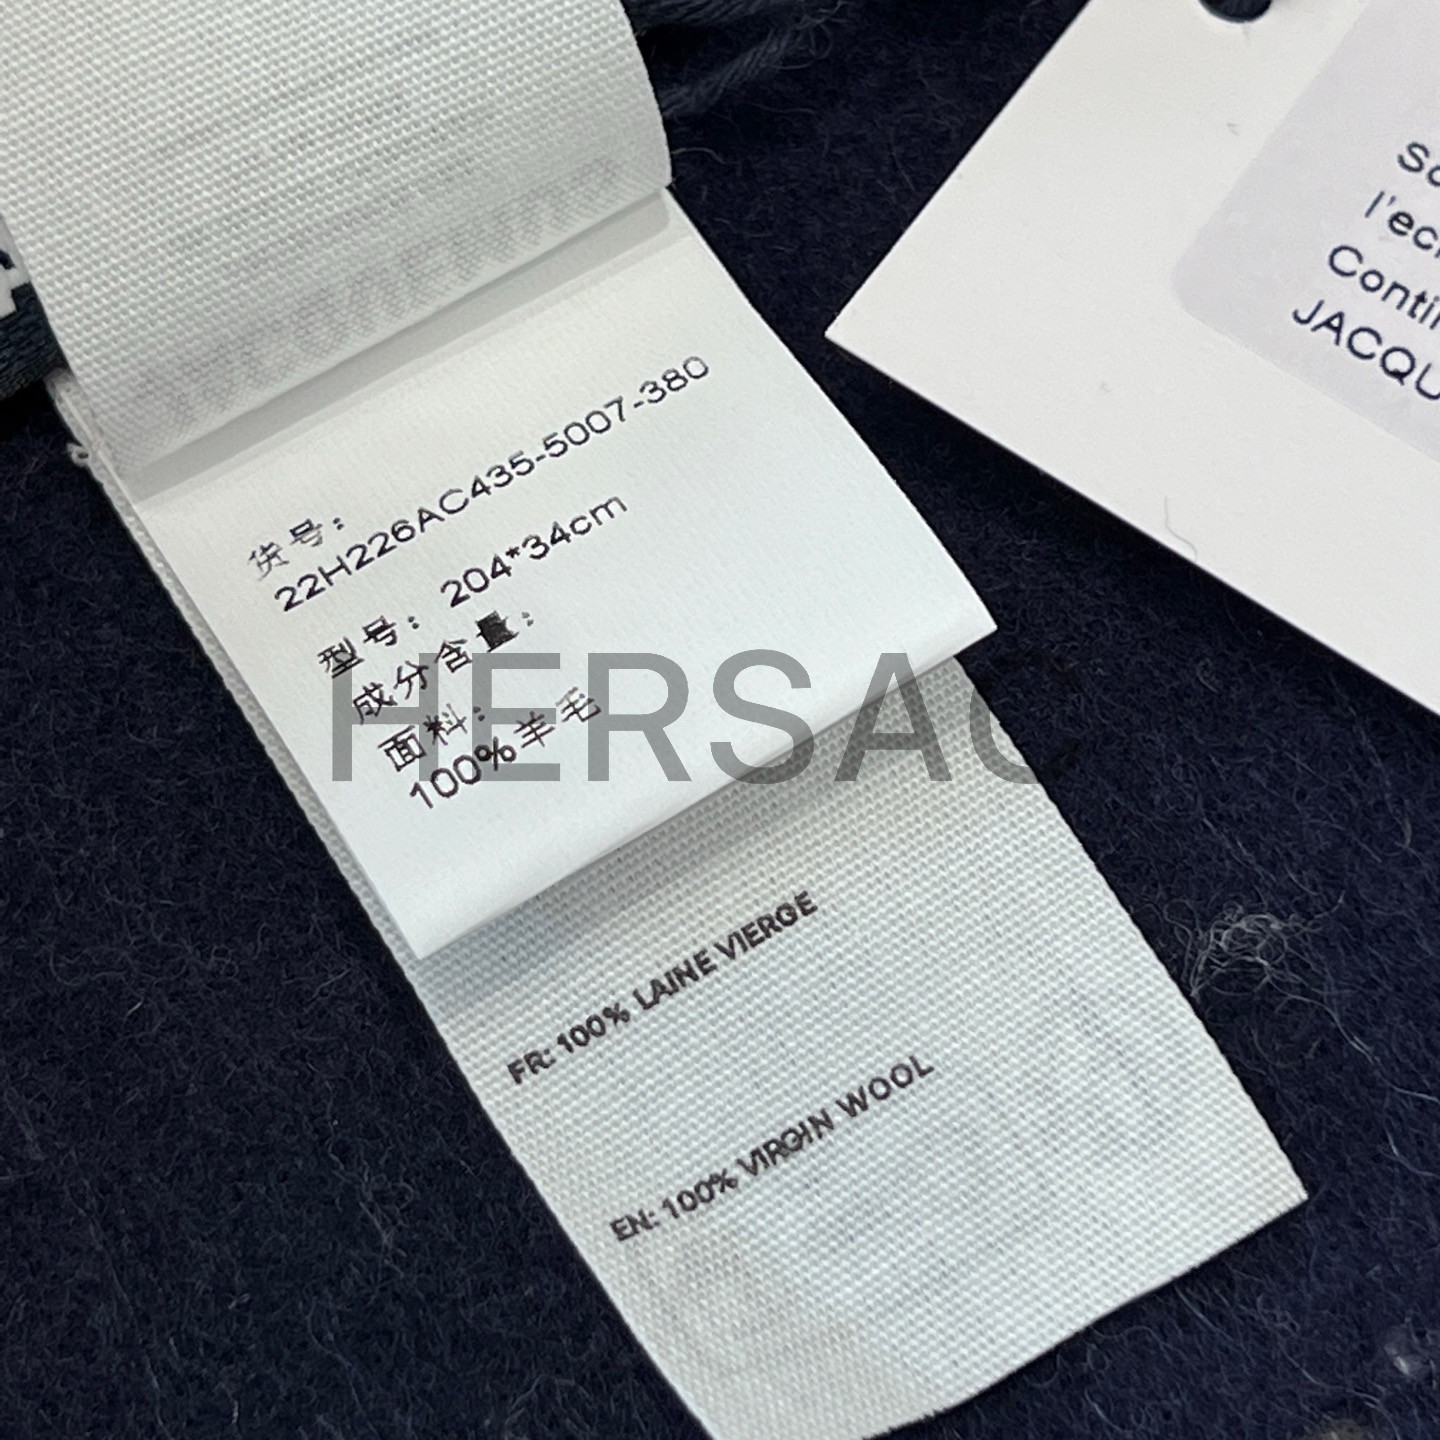 货号：
22H226AC435-5007-380
型号： 204*34cm
成分含量：
面料：
100%羊毛
HERSAC
FR: 100% LAINE VIERGE
EN: 100% VIRGIN WOOL
l'ec
Conti
JACQU